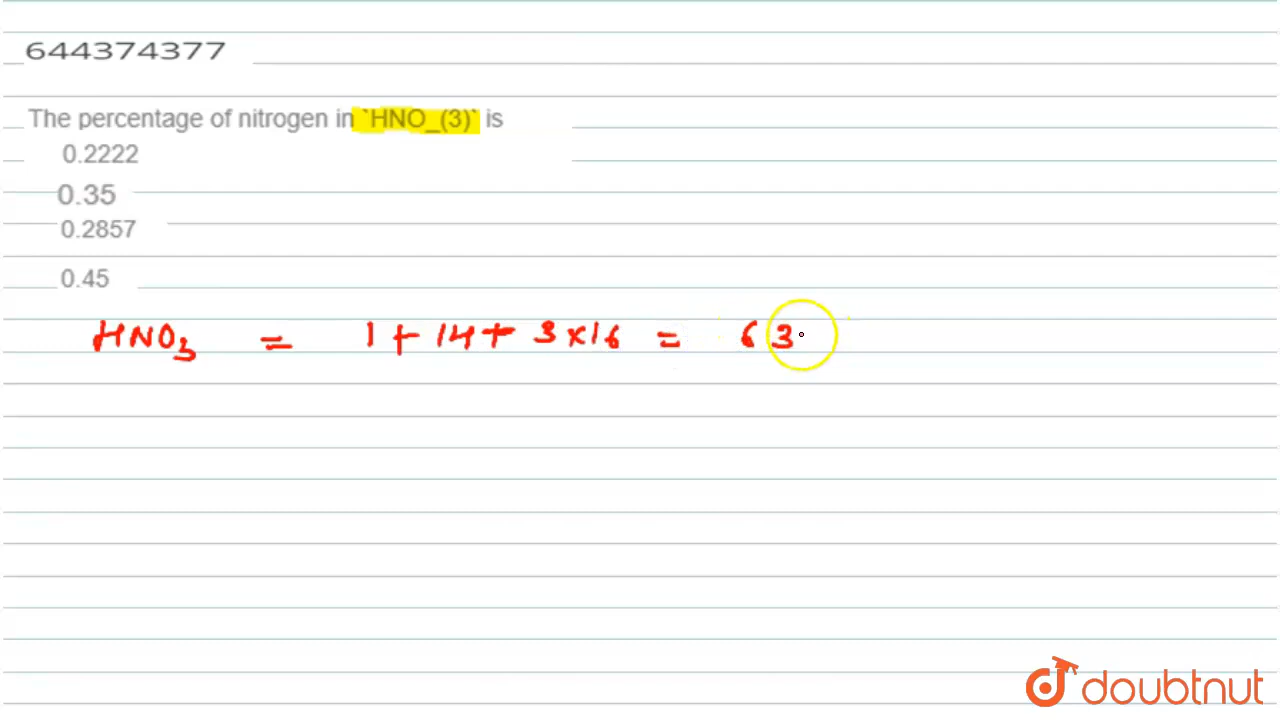 644374377
The percentage of nitrogen in `HNO_(3)` is
0.2222
0.35
0.2857
0.45
HNO3 = 1 + 14 + 3 × 16 = 63
doubtnut